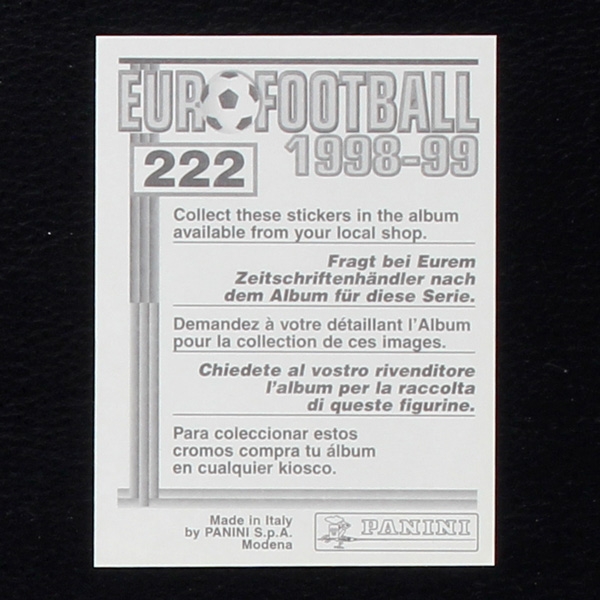 EUROFOOTBALL
1998-99
222
Collect these stickers in the album
available from your local shop.
Fragt bei Eurem
Zeitschriftenhändler nach
dem Album für diese Serie.
Demandez à votre détaillant l'Album
pour la collection de ces images.
Chiedete al vostro rivenditore
l'album per la raccolta
di queste figurine.
Para coleccionar estos
cromos compra tu álbum
en cualquier kiosco.
Made in Italy
by PANINI S.p.A.
Modena
PANINI